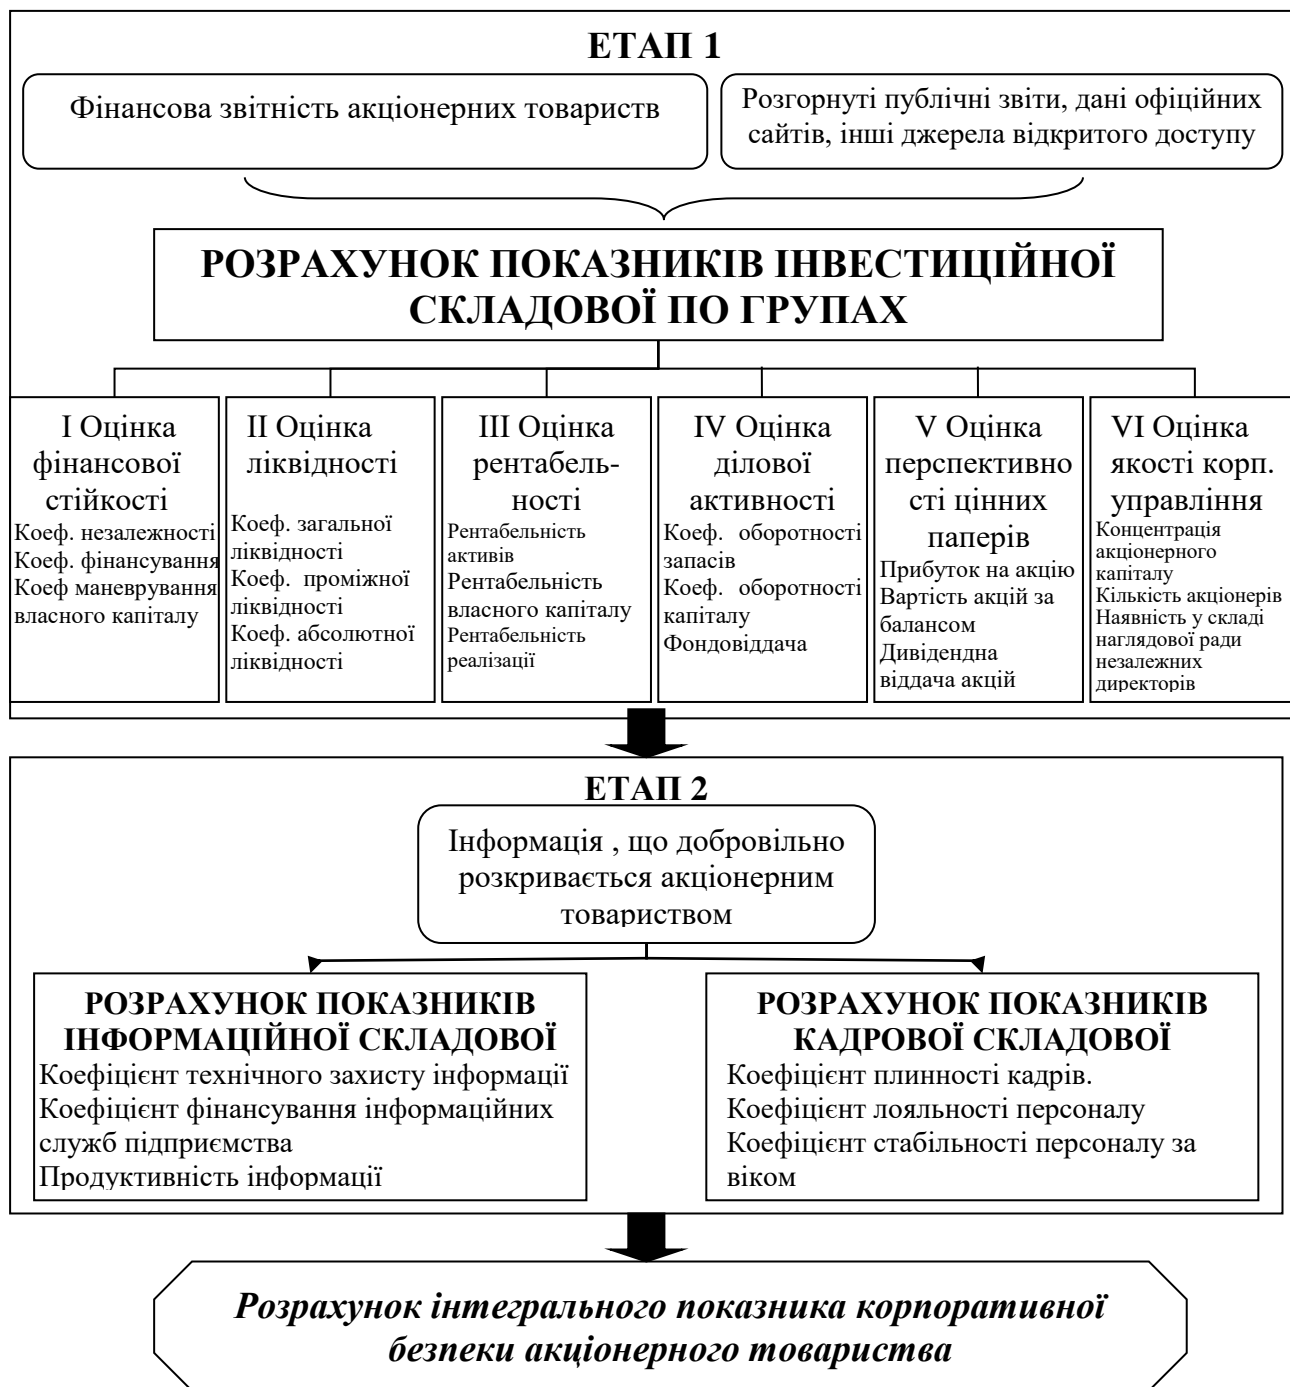 ЕТАП 1
Фінансова звітність акціонерних товариств
Розгорнуті публічні звіти, дані офіційних
сайтів, інші джерела відкритого доступу
РОЗРАХУНОК ПОКАЗНИКІВ ІНВЕСТИЦІЙНОЇ
СКЛАДОВОЇ ПО ГРУПАХ
І Оцінка
фінансової
стійкості
Коеф. незалежності
Коеф. фінансування
Коеф маневрування
власного капіталу
ІІ Оцінка
ліквідності
Коеф. загальної
ліквідності
Коеф. проміжної
ліквідності
Коеф. абсолютної
ліквідності
ІІІ Оцінка
рентабель-
ності
Рентабельність
активів
Рентабельність
власного капіталу
Рентабельність
реалізації
IV Оцінка
ділової
активності
Коеф. оборотності
запасів
Коеф. оборотності
капіталу
Фондовіддача
V Оцінка
перспективно
сті цінних
паперів
Прибуток на акцію
Вартість акцій за
балансом
Дивідендна
віддача акцій
VI Оцінка
якості корп.
управління
Концентрація
акціонерного
капіталу
Кількість акціонерів
Наявність у складі
наглядової ради
незалежних
директорів
ЕТАП 2
Інформація , що добровільно
розкривається акціонерним
товариством
РОЗРАХУНОК ПОКАЗНИКІВ
ІНФОРМАЦІЙНОЇ СКЛАДОВОЇ
Коефіцієнт технічного захисту інформації
Коефіцієнт фінансування інформаційних
служб підприємства
Продуктивність інформації
РОЗРАХУНОК ПОКАЗНИКІВ
КАДРОВОЇ СКЛАДОВОЇ
Коефіцієнт плинності кадрів.
Коефіцієнт лояльності персоналу
Коефіцієнт стабільності персоналу за
віком
Розрахунок інтегрального показника корпоративної
безпеки акціонерного товариства